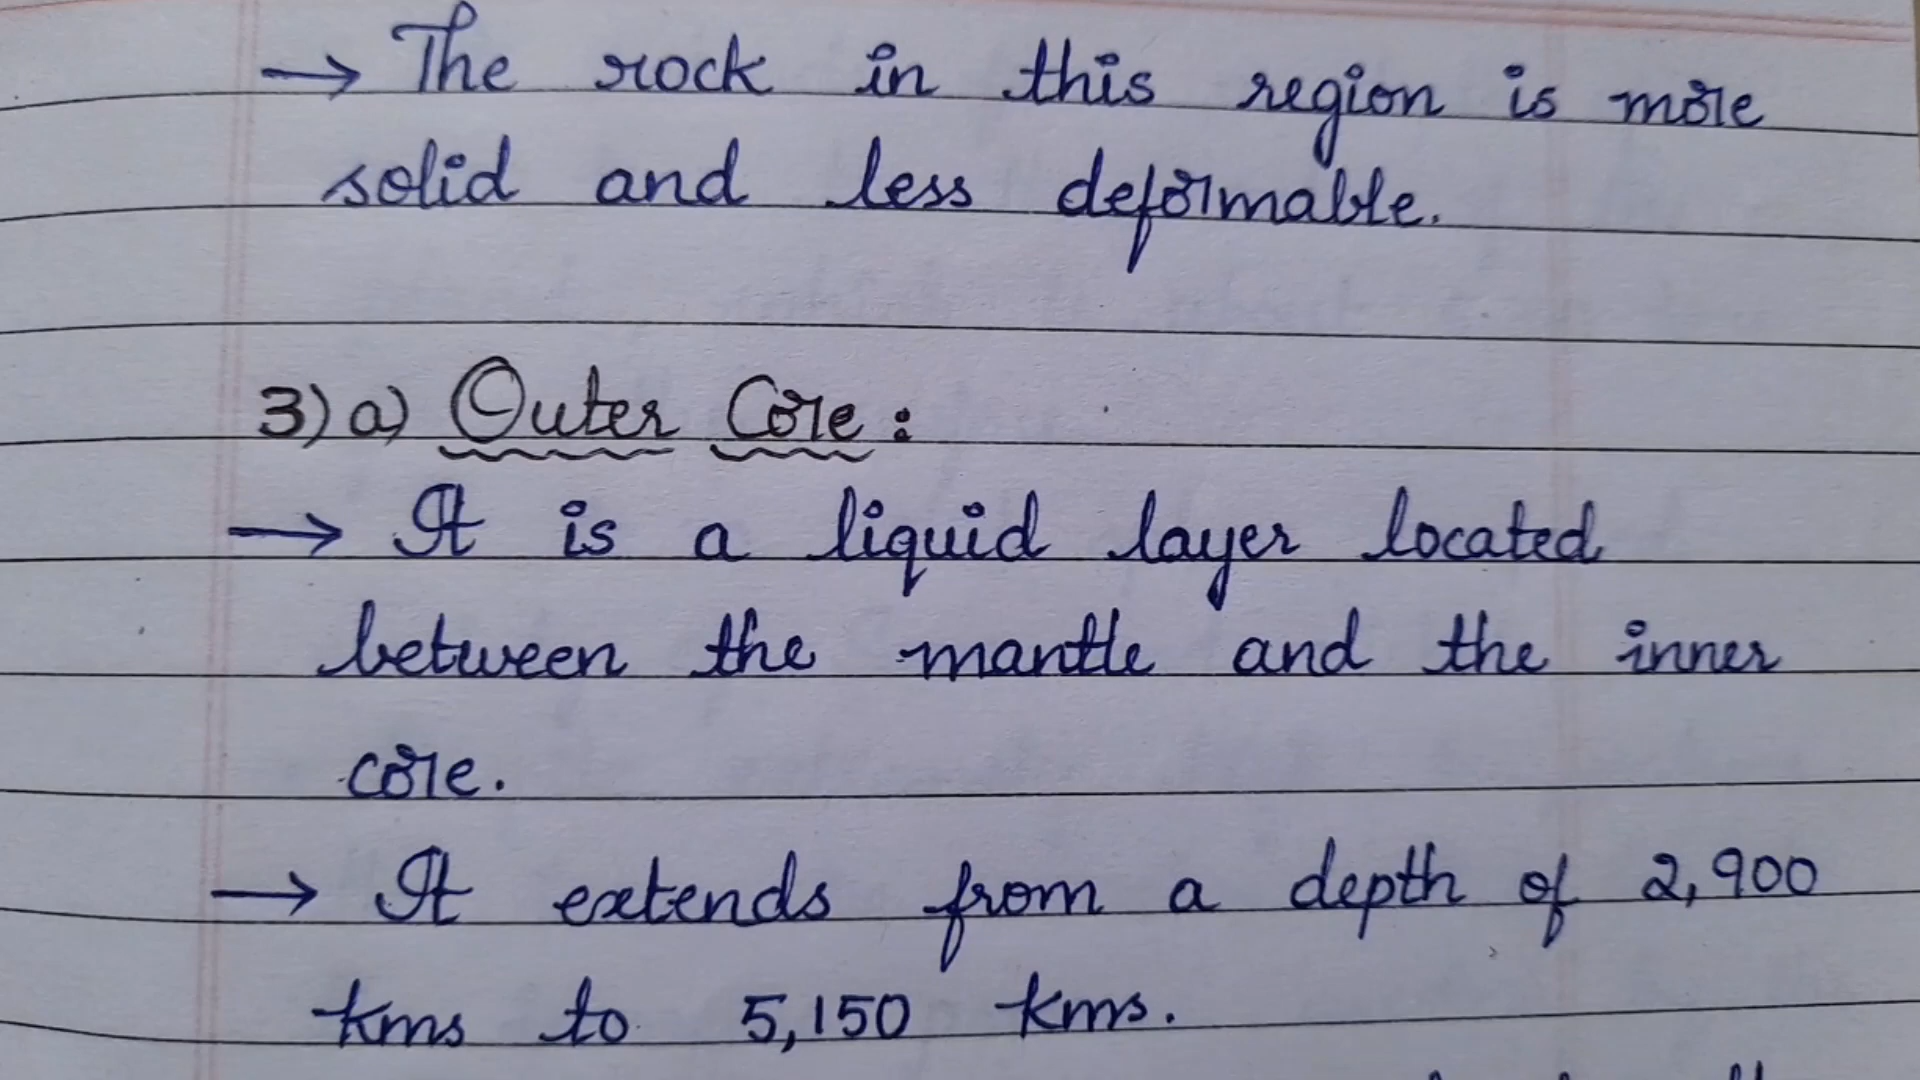 → The rock in this region is more
solid and less deformable.
3) a) Outer Core :
→ It is a liquid layer located
between the mantle and the inner
core.
→ It extends from a depth of 2,900
kms to 5,150 kms.